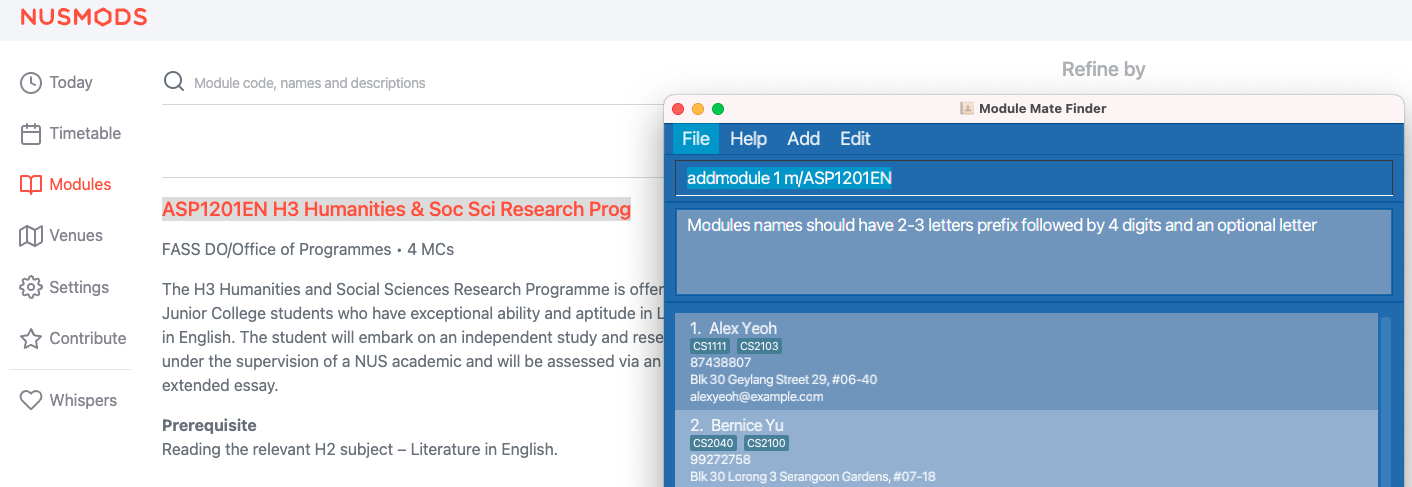 NUSMODS
Today
Timetable
Modules
Venues
Settings
Contribute
Whispers
Module code, names and descriptions
Refine by
ASP1201EN H3 Humanities & Soc Sci Research Prog
FASS DO/Office of Programmes • 4 MCs
The H3 Humanities and Social Sciences Research Programme is offer
Junior College students who have exceptional ability and aptitude in L
in English. The student will embark on an independent study and rese
under the supervision of a NUS academic and will be assessed via an
extended essay.
Prerequisite
Reading the relevant H2 subject – Literature in English.
Module Mate Finder
File Help Add Edit
addmodule 1 m/ASP1201EN
Modules names should have 2-3 letters prefix followed by 4 digits and an optional letter
1. Alex Yeoh
CS1111 CS2103
87438807
Blk 30 Geylang Street 29, #06-40
alexyeoh@example.com
2. Bernice Yu
CS2040 CS2100
99272758
Blk 30 Lorong 3 Serangoon Gardens, #07-18